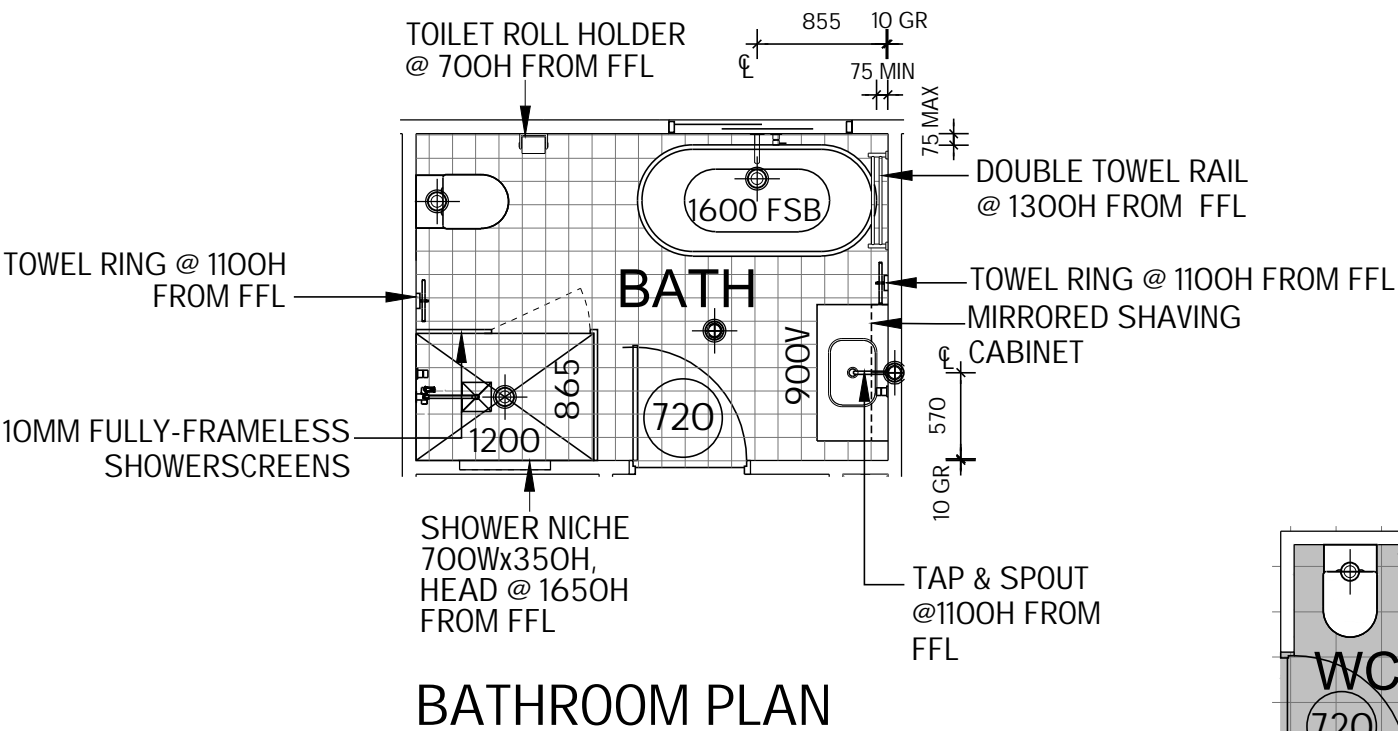 855 10 GR
TOILET ROLL HOLDER
@ 700H FROM FFL
℄
75 MIN
75 MAX
DOUBLE TOWEL RAIL
@ 1300H FROM FFL
1600 FSB
TOWEL RING @ 1100H
FROM FFL
BATH
TOWEL RING @ 1100H FROM FFL
MIRRORED SHAVING
CABINET
℄
900V
865
720
570
10MM FULLY-FRAMELESS
SHOWERSCREENS
1200
10 GR
SHOWER NICHE
700Wx350H,
HEAD @ 1650H
FROM FFL
TAP & SPOUT
@1100H FROM
FFL
WC
720
BATHROOM PLAN